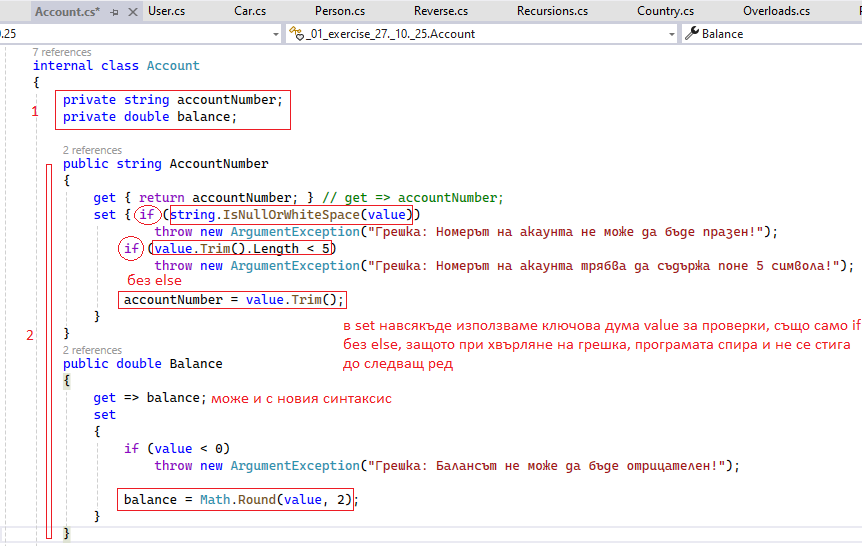 Account.cs* User.cs Car.cs Person.cs Reverse.cs Recursions.cs Country.cs Overloads.cs
0.25 _01_exercise_27._10._25.Account Balance
7 references
internal class Account
{
1 private string accountNumber;
private double balance;
2 references
public string AccountNumber
{
get { return accountNumber; } // get => accountNumber;
set { if (string.IsNullOrWhiteSpace(value))
throw new ArgumentException("Грешка: Номерът на акаунта не може да бъде празен!");
if (value.Trim().Length < 5)
throw new ArgumentException("Грешка: Номерът на акаунта трябва да съдържа поне 5 символа!");
без else
accountNumber = value.Trim();
}
в set навсякъде използваме ключова дума value за проверки, също само if
2 }
без else, защото при хвърляне на грешка, програмата спира и не се стига
2 references
до следващ ред
public double Balance
{
get => balance; може и с новия синтаксис
set
{
if (value < 0)
throw new ArgumentException("Грешка: Балансът не може да бъде отрицателен!");
balance = Math.Round(value, 2);
}
}